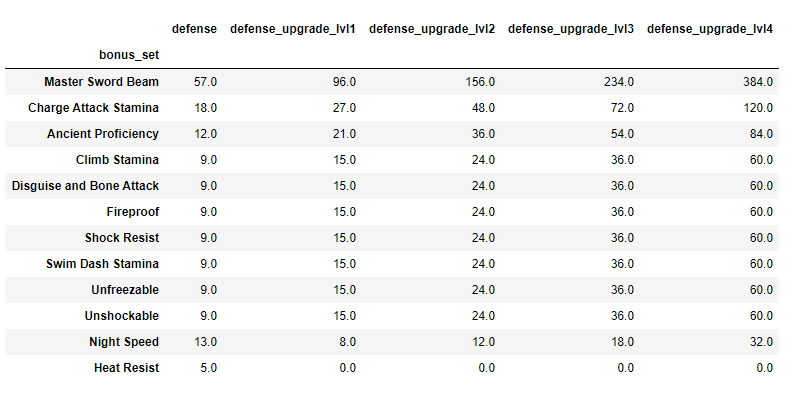 defense defense_upgrade_lvl1 defense_upgrade_lvl2 defense_upgrade_lvl3 defense_upgrade_lvl4
bonus_set
Master Sword Beam 57.0 96.0 156.0 234.0 384.0
Charge Attack Stamina 18.0 27.0 48.0 72.0 120.0
Ancient Proficiency 12.0 21.0 36.0 54.0 84.0
Climb Stamina 9.0 15.0 24.0 36.0 60.0
Disguise and Bone Attack 9.0 15.0 24.0 36.0 60.0
Fireproof 9.0 15.0 24.0 36.0 60.0
Shock Resist 9.0 15.0 24.0 36.0 60.0
Swim Dash Stamina 9.0 15.0 24.0 36.0 60.0
Unfreezable 9.0 15.0 24.0 36.0 60.0
Unshockable 9.0 15.0 24.0 36.0 60.0
Night Speed 13.0 8.0 12.0 18.0 32.0
Heat Resist 5.0 0.0 0.0 0.0 0.0